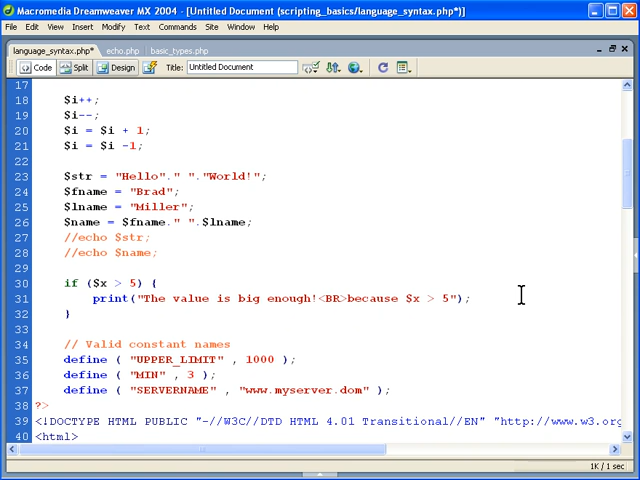 Macromedia Dreamweaver MX 2004 - [Untitled Document (scripting_basics/language_syntax.php*)]
File Edit View Insert Modify Text Commands Site Window Help
language_syntax.php* echo.php basic_types.php
Code Split Design Title: Untitled Document
17
18 $i++;
19 $i--;
20 $i = $i + 1;
21 $i = $i -1;
22
23 $str = "Hello"." "."World!";
24 $fname = "Brad";
25 $lname = "Miller";
26 $name = $fname." ".$lname;
27 //echo $str;
28 //echo $name;
29
30 if ($x > 5) {
31 print("The value is big enough!<BR>because $x > 5");
32 }
33
34 // Valid constant names
35 define ( "UPPER_LIMIT" , 1000 );
36 define ( "MIN" , 3 );
37 define ( "SERVERNAME" , "www.myserver.dom" );
38 ?>
39 <!DOCTYPE HTML PUBLIC "-//W3C//DTD HTML 4.01 Transitional//EN" "http://www.w3.org
40 <html>
1K / 1 sec